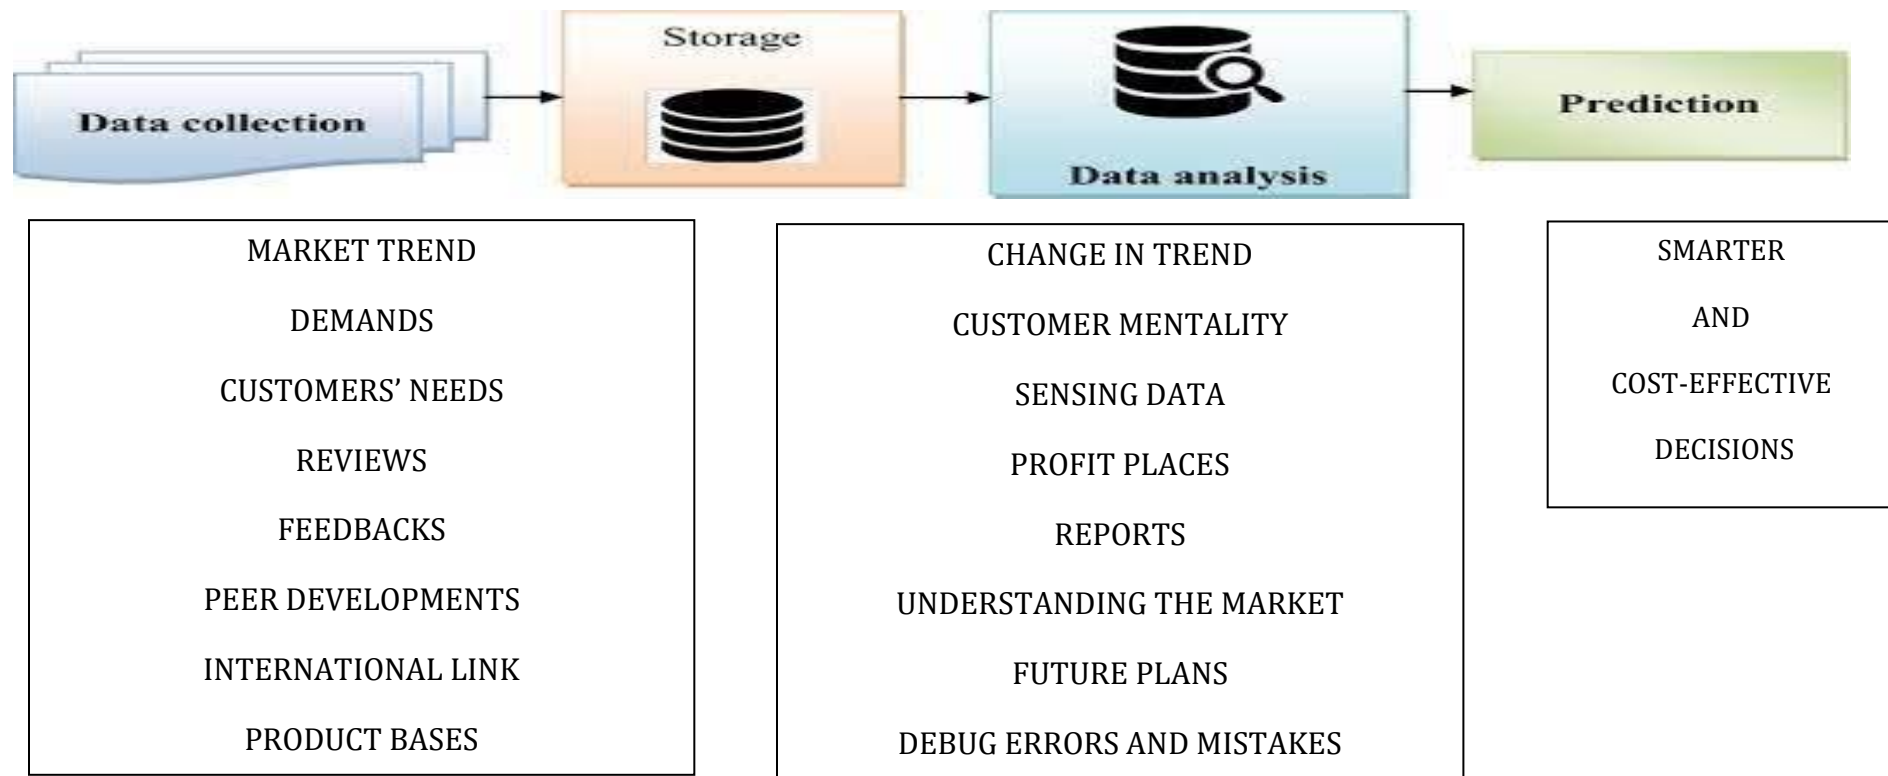 Data collection
Storage
Data analysis
Prediction
MARKET TREND
DEMANDS
CUSTOMERS’ NEEDS
REVIEWS
FEEDBACKS
PEER DEVELOPMENTS
INTERNATIONAL LINK
PRODUCT BASES
CHANGE IN TREND
CUSTOMER MENTALITY
SENSING DATA
PROFIT PLACES
REPORTS
UNDERSTANDING THE MARKET
FUTURE PLANS
DEBUG ERRORS AND MISTAKES
SMARTER
AND
COST-EFFECTIVE
DECISIONS